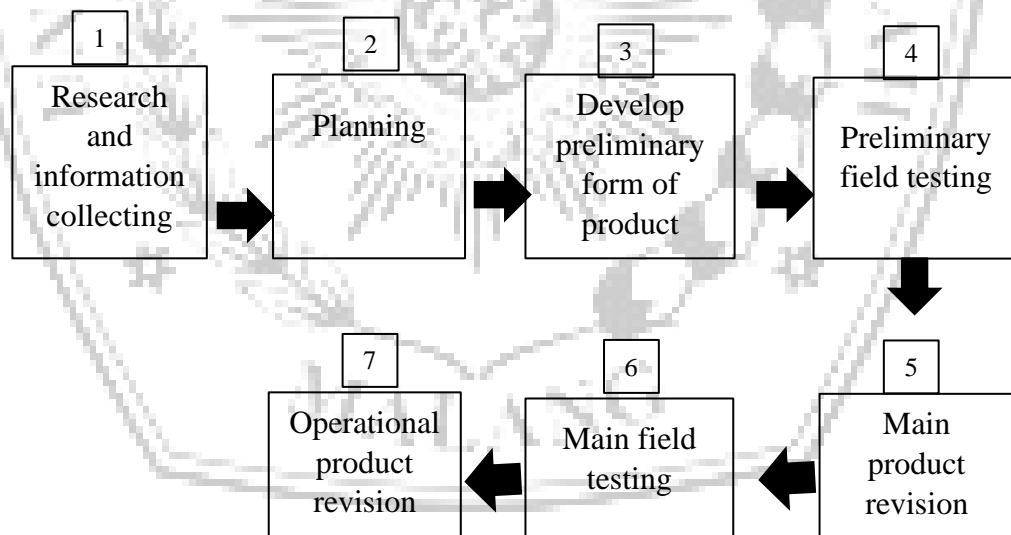 1
Research
and
information
collecting
2
Planning
3
Develop
preliminary
form of
product
4
Preliminary
field testing
5
Main
product
revision
6
Main field
testing
7
Operational
product
revision